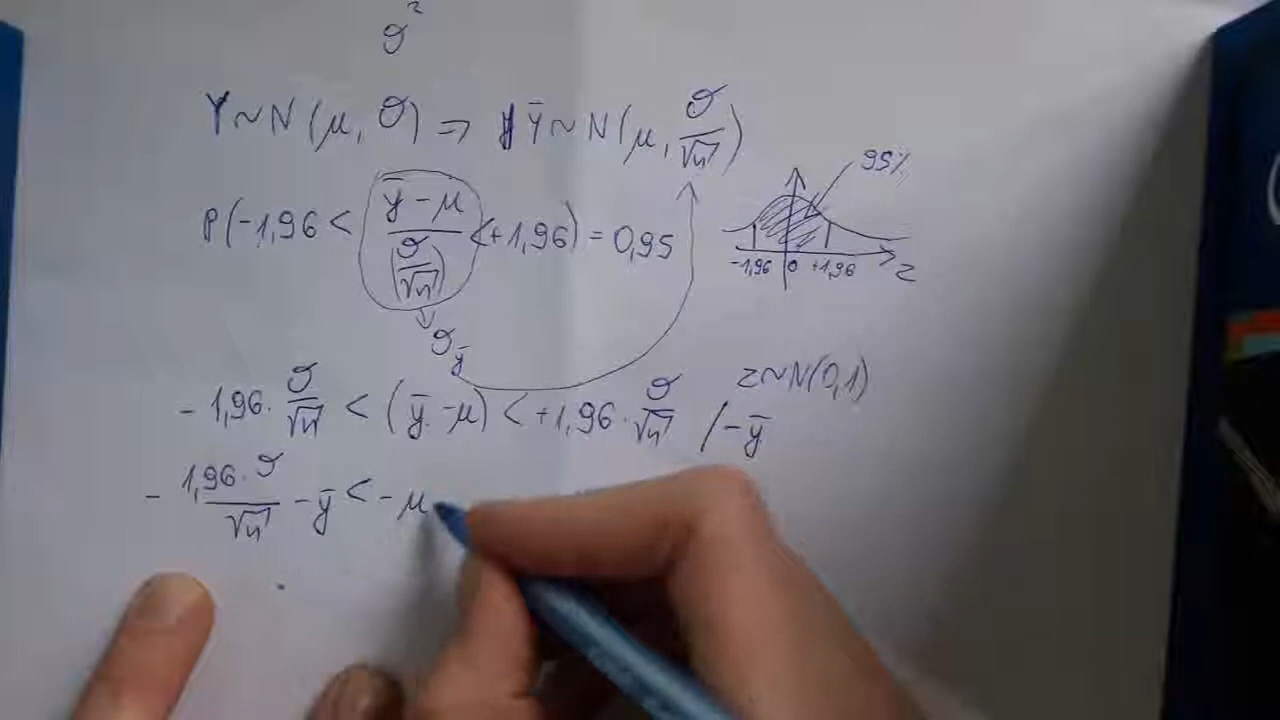 σ²
Y ~ N(μ, σ) ⇒ Ȳ ~ N(μ, σ/√n)
95%
P(-1,96 < (ȳ - μ)/(σ/√n) < +1,96) = 0,95
-1,96 0 +1,96 z
σȳ
z ~ N(0,1)
- 1,96 · σ/√n < (ȳ - μ) < +1,96 · σ/√n / -ȳ
- 1,96 · σ/√n - ȳ < - μ